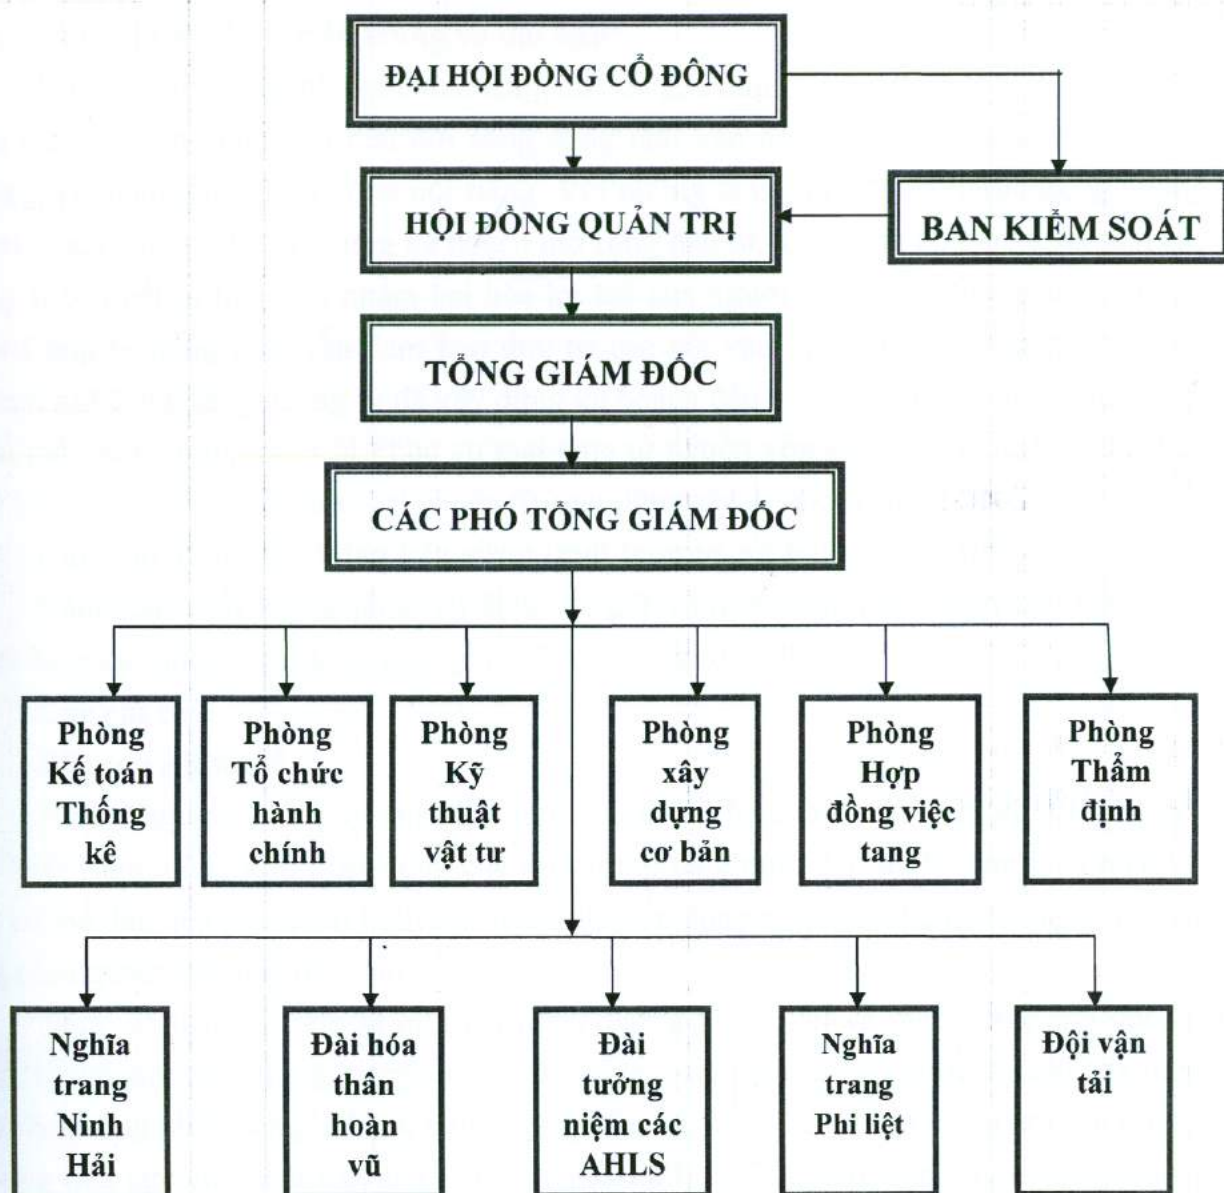 ĐẠI HỘI ĐỒNG CỔ ĐÔNG
HỘI ĐỒNG QUẢN TRỊ
BAN KIỂM SOÁT
TỔNG GIÁM ĐỐC
CÁC PHÓ TỔNG GIÁM ĐỐC
Phòng
Kế toán
Thống
kê
Phòng
Tổ chức
hành
chính
Phòng
Kỹ
thuật
vật tư
Phòng
xây
dựng
cơ bản
Phòng
Hợp
đồng việc
tang
Phòng
Thẩm
định
Nghĩa
trang
Ninh
Hải
Đài hóa
thân
hoàn
vũ
Đài
tưởng
niệm các
AHLS
Nghĩa
trang
Phi liệt
Đội vận
tải